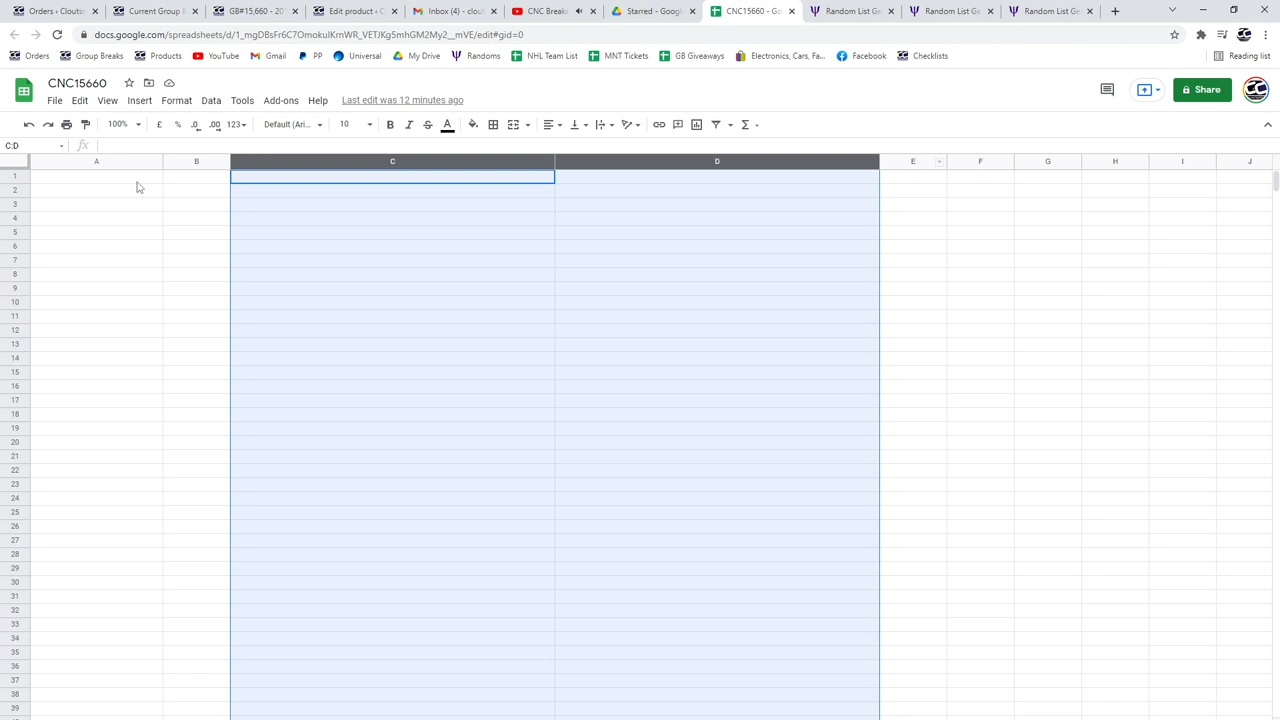 Orders ‹ Clouts
Current Group B
GB#15,660 - 201
Edit product ‹ C
Inbox (4) - clout
CNC Breaks
Starred - Google
CNC15660 - Go
Random List Ge
Random List Ge
Random List Ge
docs.google.com/spreadsheets/d/
Orders
Group Breaks
Products
YouTube
Gmail
PP
Universal
My Drive
Randoms
NHL Team List
MNT Tickets
GB Giveaways
Electronics, Cars, Fa...
Facebook
Checklists
Reading list
CNC15660
Share
File Edit View Insert Format Data Tools Add-ons Help Last edit was 12 minutes ago
100% £ % .0 .00 123 Default (Ari... 10 B I S A
C:D fx
A B C D E F G H I J
1
2
3
4
5
6
7
8
9
10
11
12
13
14
15
16
17
18
19
20
21
22
23
24
25
26
27
28
29
30
31
32
33
34
35
36
37
38
39